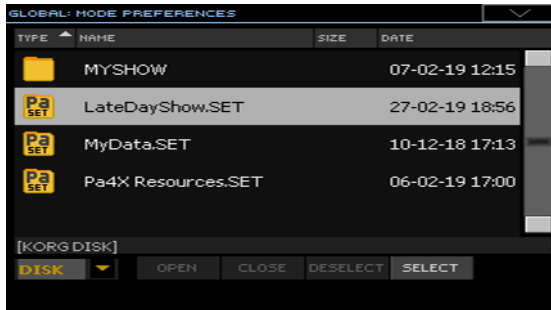 GLOBAL: MODE PREFERENCES
TYPE NAME SIZE DATE
MYSHOW 07-02-19 12:15
Pa SET LateDayShow.SET 27-02-19 18:56
Pa SET MyData.SET 10-12-18 17:13
Pa SET Pa4X Resources.SET 06-02-19 17:00
[KORG DISK]
DISK OPEN CLOSE DESELECT SELECT